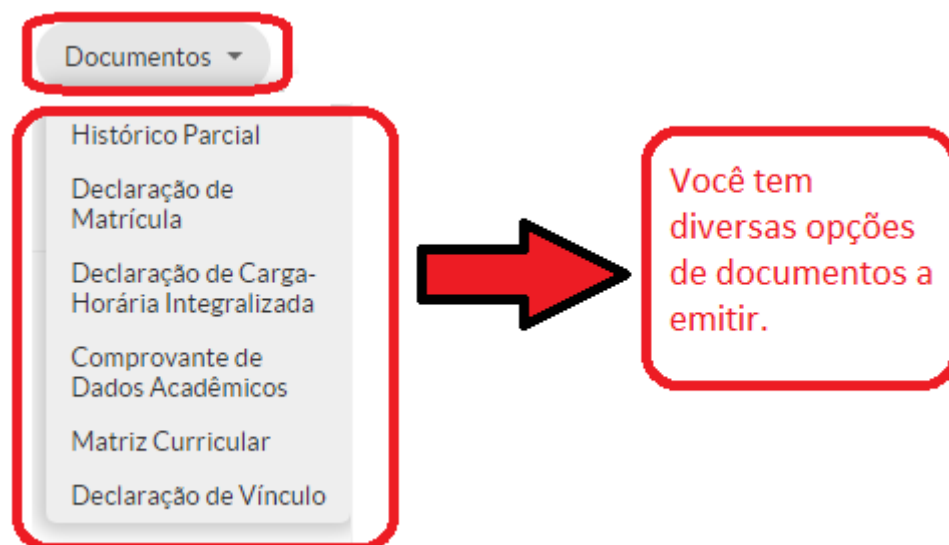 Documentos
Histórico Parcial
Declaração de
Matrícula
Declaração de Carga-
Horária Integralizada
Comprovante de
Dados Acadêmicos
Matriz Curricular
Declaração de Vínculo
Você tem
diversas opções
de documentos a
emitir.